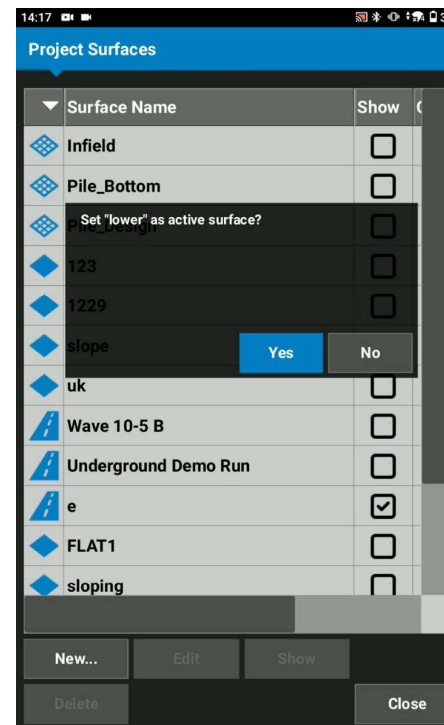 14:17
Project Surfaces
Surface Name Show
Infield
Pile_Bottom
Set "lower" as active surface?
Pile_Design
123
1229
slope
Yes No
uk
Wave 10-5 B
Underground Demo Run
e
FLAT1
sloping
New... Edit Show
Delete Close